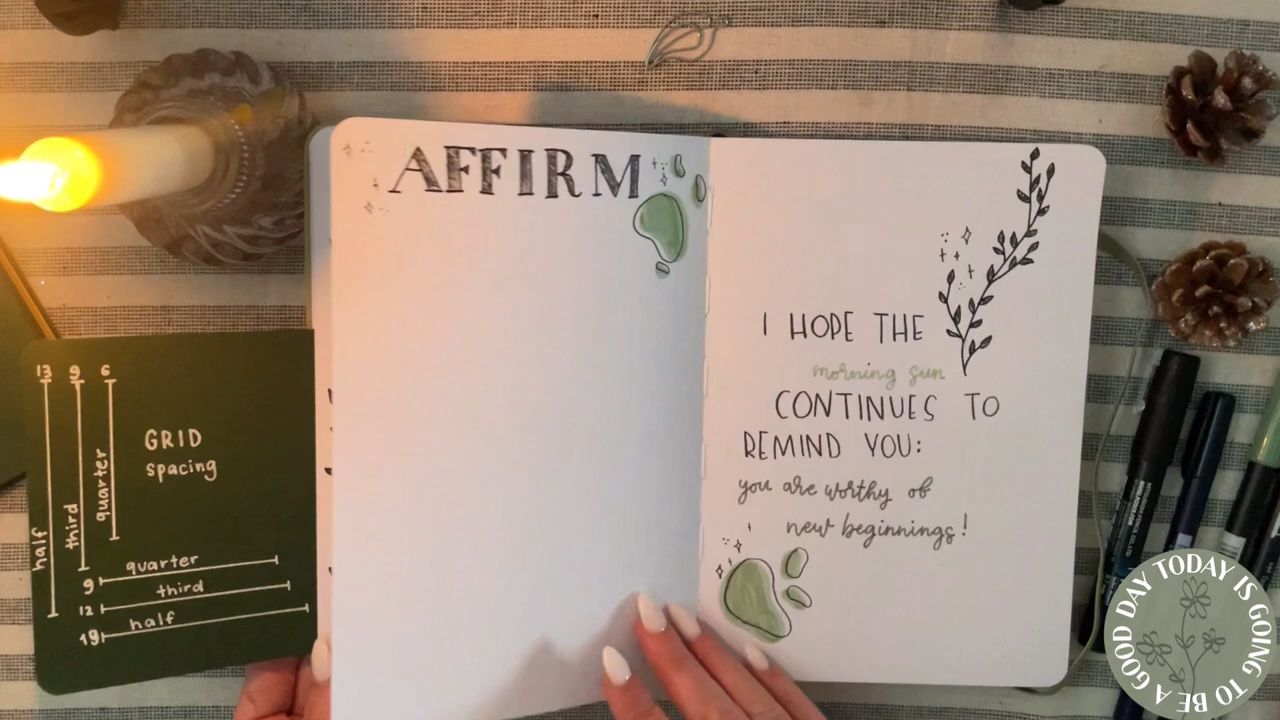 AFFIRM
I HOPE THE
morning sun
CONTINUES TO
REMIND YOU:
you are worthy of
new beginnings!
13 9 6
GRID
spacing
half
third
quarter
9 quarter
12 third
19 half
TODAY IS GOING TO BE A GOOD DAY